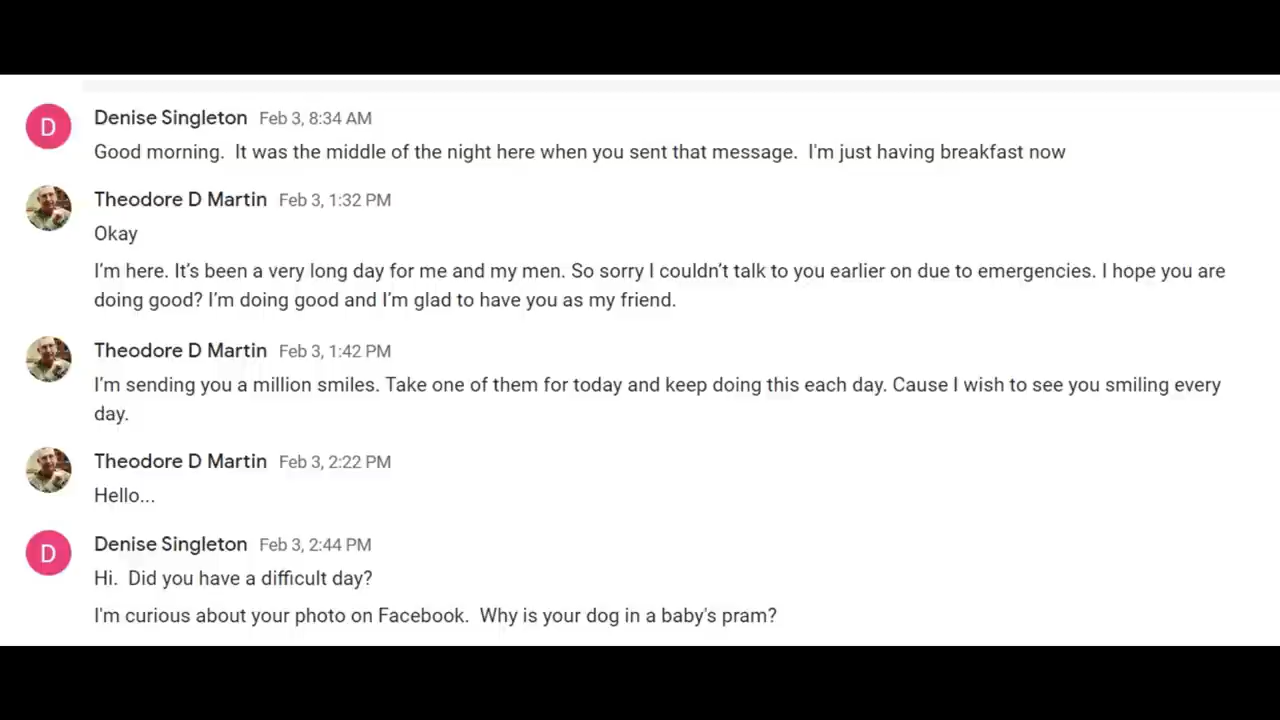 D
Denise Singleton Feb 3, 8:34 AM
Good morning.  It was the middle of the night here when you sent that message.  I'm just having breakfast now
Theodore D Martin Feb 3, 1:32 PM
Okay
I’m here. It’s been a very long day for me and my men. So sorry I couldn’t talk to you earlier on due to emergencies. I hope you are
doing good? I’m doing good and I’m glad to have you as my friend.
Theodore D Martin Feb 3, 1:42 PM
I’m sending you a million smiles. Take one of them for today and keep doing this each day. Cause I wish to see you smiling every
day.
Theodore D Martin Feb 3, 2:22 PM
Hello...
D
Denise Singleton Feb 3, 2:44 PM
Hi.  Did you have a difficult day?
I'm curious about your photo on Facebook.  Why is your dog in a baby's pram?